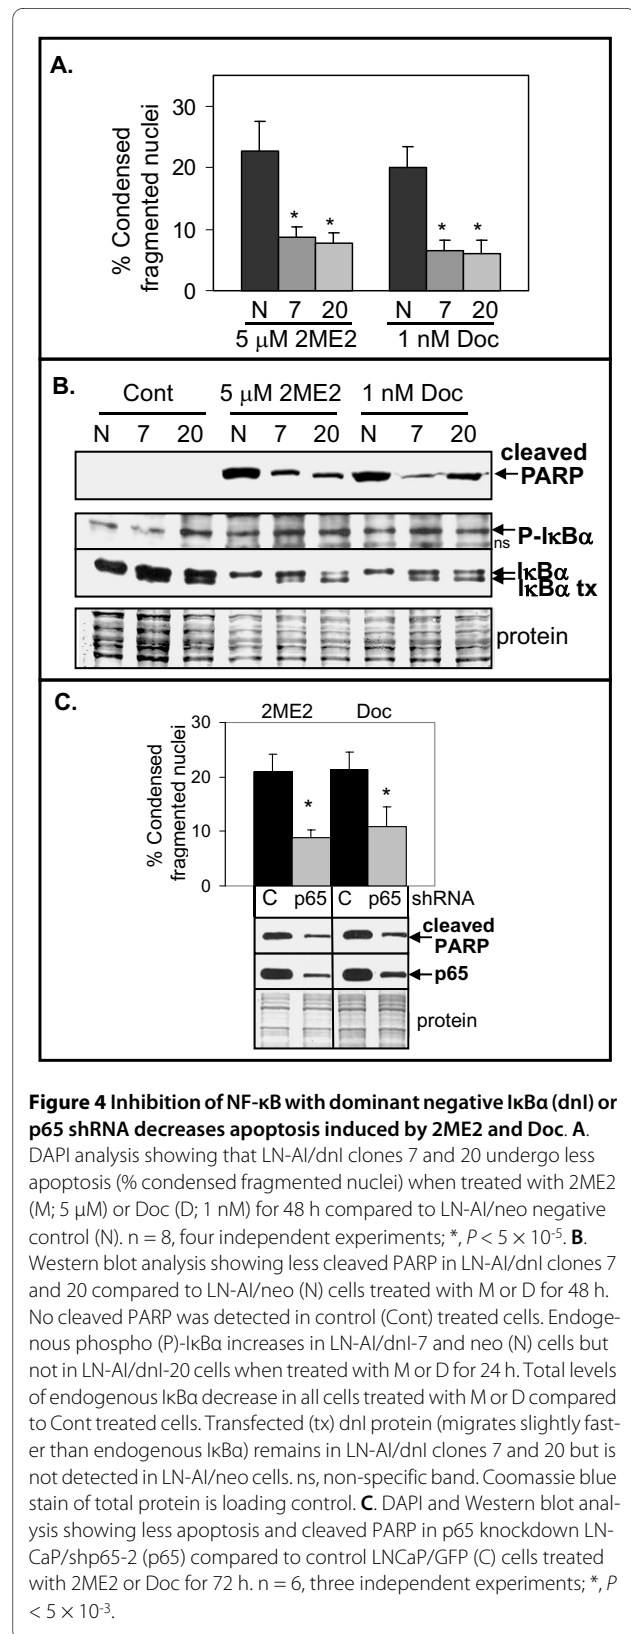 A.
% Condensed
fragmented nuclei
30
20
10
0
* * * *
N 7 20 N 7 20
5 μM 2ME2 1 nM Doc
B.
Cont 5 μM 2ME2 1 nM Doc
N 7 20 N 7 20 N 7 20
cleaved
PARP
ns P-IκBα
IκBα
IκBα tx
protein
C.
2ME2 Doc
% Condensed
fragmented nuclei
30
20
10
0
* *
C p65 C p65 shRNA
cleaved
PARP
p65
protein
Figure 4 Inhibition of NF-κB with dominant negative IκBα (dnI) or
p65 shRNA decreases apoptosis induced by 2ME2 and Doc. A.
DAPI analysis showing that LN-AI/dnI clones 7 and 20 undergo less
apoptosis (% condensed fragmented nuclei) when treated with 2ME2
(M; 5 μM) or Doc (D; 1 nM) for 48 h compared to LN-AI/neo negative
control (N). n = 8, four independent experiments; *, P < 5 × 10-5. B.
Western blot analysis showing less cleaved PARP in LN-AI/dnI clones 7
and 20 compared to LN-AI/neo (N) cells treated with M or D for 48 h.
No cleaved PARP was detected in control (Cont) treated cells. Endoge-
nous phospho (P)-IκBα increases in LN-AI/dnI-7 and neo (N) cells but
not in LN-AI/dnI-20 cells when treated with M or D for 24 h. Total levels
of endogenous IκBα decrease in all cells treated with M or D compared
to Cont treated cells. Transfected (tx) dnI protein (migrates slightly fast-
er than endogenous IκBα) remains in LN-AI/dnI clones 7 and 20 but is
not detected in LN-AI/neo cells. ns, non-specific band. Coomassie blue
stain of total protein is loading control. C. DAPI and Western blot anal-
ysis showing less apoptosis and cleaved PARP in p65 knockdown LN-
CaP/shp65-2 (p65) compared to control LNCaP/GFP (C) cells treated
with 2ME2 or Doc for 72 h. n = 6, three independent experiments; *, P
< 5 × 10-3.